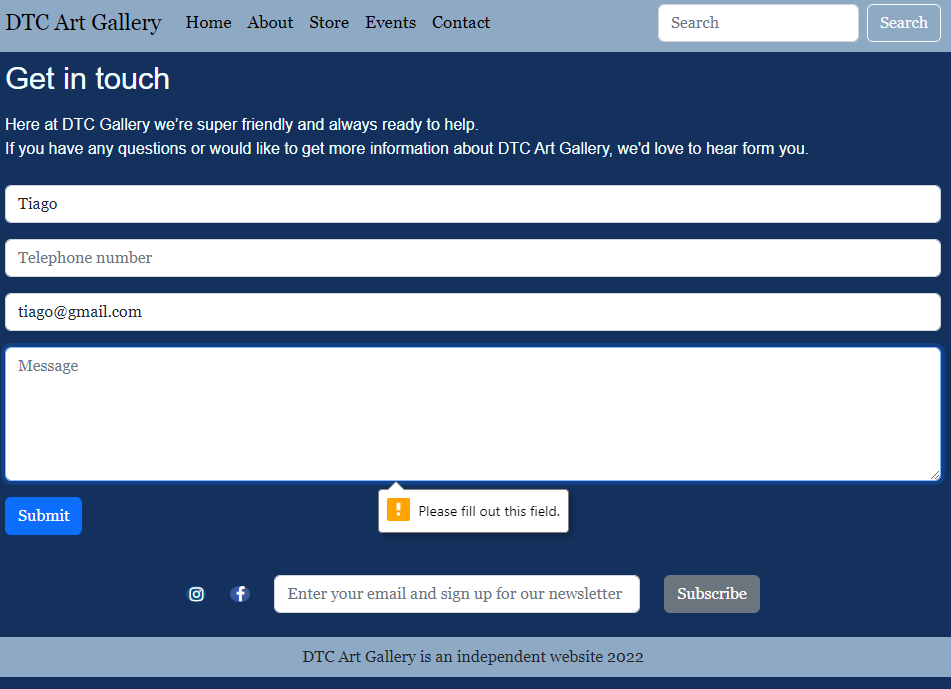 DTC Art Gallery Home About Store Events Contact Search Search
Get in touch
Here at DTC Gallery we’re super friendly and always ready to help.
If you have any questions or would like to get more information about DTC Art Gallery, we'd love to hear form you.
Tiago
Telephone number
tiago@gmail.com
Message
Please fill out this field.
Submit
Enter your email and sign up for our newsletter Subscribe
DTC Art Gallery is an independent website 2022